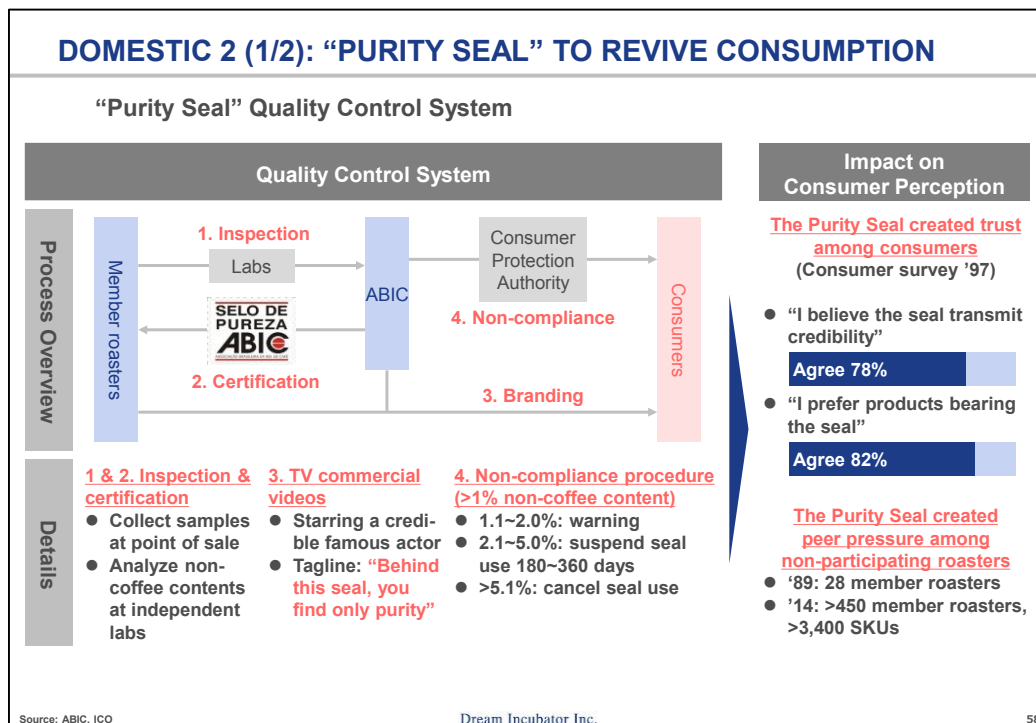 DOMESTIC 2 (1/2): “PURITY SEAL” TO REVIVE CONSUMPTION
“Purity Seal” Quality Control System
Quality Control System
Process Overview
Member roasters
1. Inspection
Labs
SELO DE
PUREZA
ABIC
2. Certification
ABIC
Consumer
Protection
Authority
4. Non-compliance
3. Branding
Consumers
Details
1 & 2. Inspection &
certification
● Collect samples
at point of sale
● Analyze non-
coffee contents
at independent
labs
3. TV commercial
videos
● Starring a credi-
ble famous actor
● Tagline: “Behind
this seal, you
find only purity”
4. Non-compliance procedure
(>1% non-coffee content)
● 1.1~2.0%: warning
● 2.1~5.0%: suspend seal
use 180~360 days
● >5.1%: cancel seal use
Impact on
Consumer Perception
The Purity Seal created trust
among consumers
(Consumer survey ’97)
● “I believe the seal transmit
credibility”
Agree 78%
● “I prefer products bearing
the seal”
Agree 82%
The Purity Seal created
peer pressure among
non-participating roasters
● ‘89: 28 member roasters
● ’14: >450 member roasters,
>3,400 SKUs
Source: ABIC, ICO
Dream Incubator Inc.